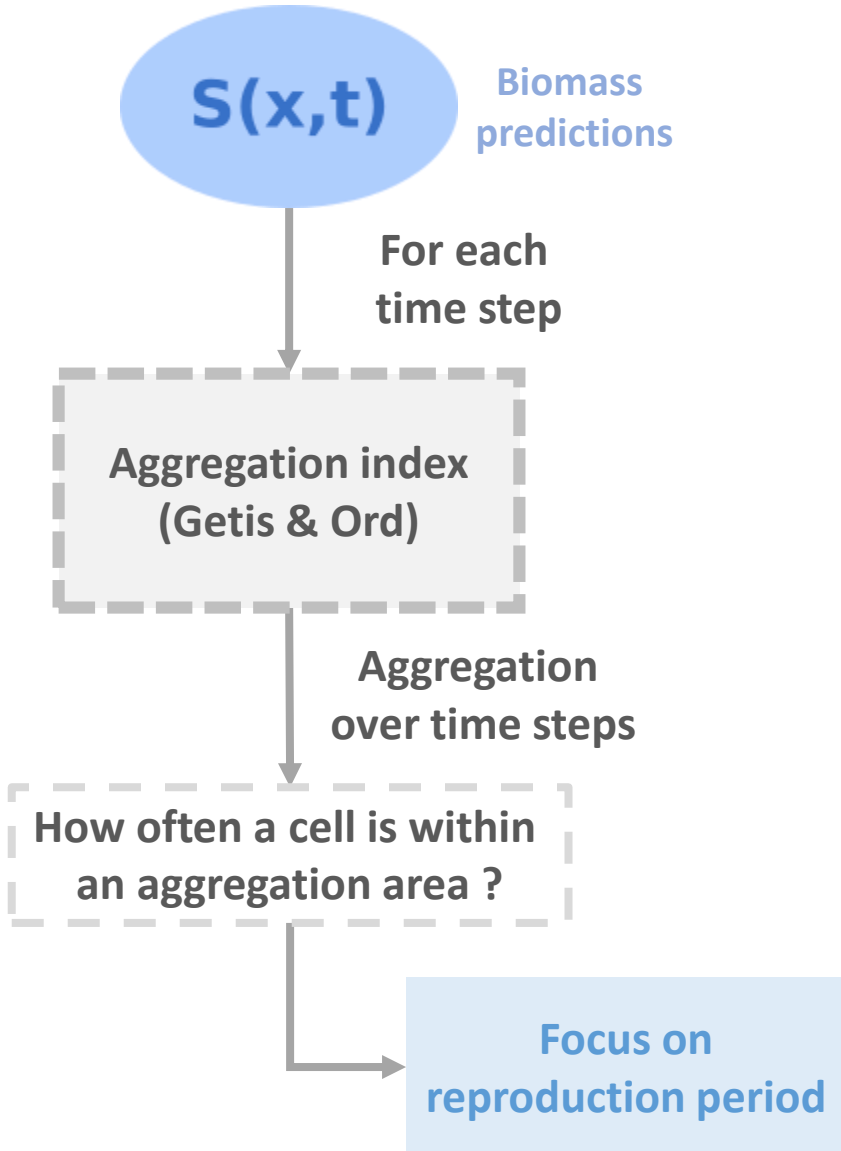 S(x,t)
Biomass
predictions
For each
time step
Aggregation index
(Getis & Ord)
Aggregation
over time steps
How often a cell is within
an aggregation area ?
Focus on
reproduction period